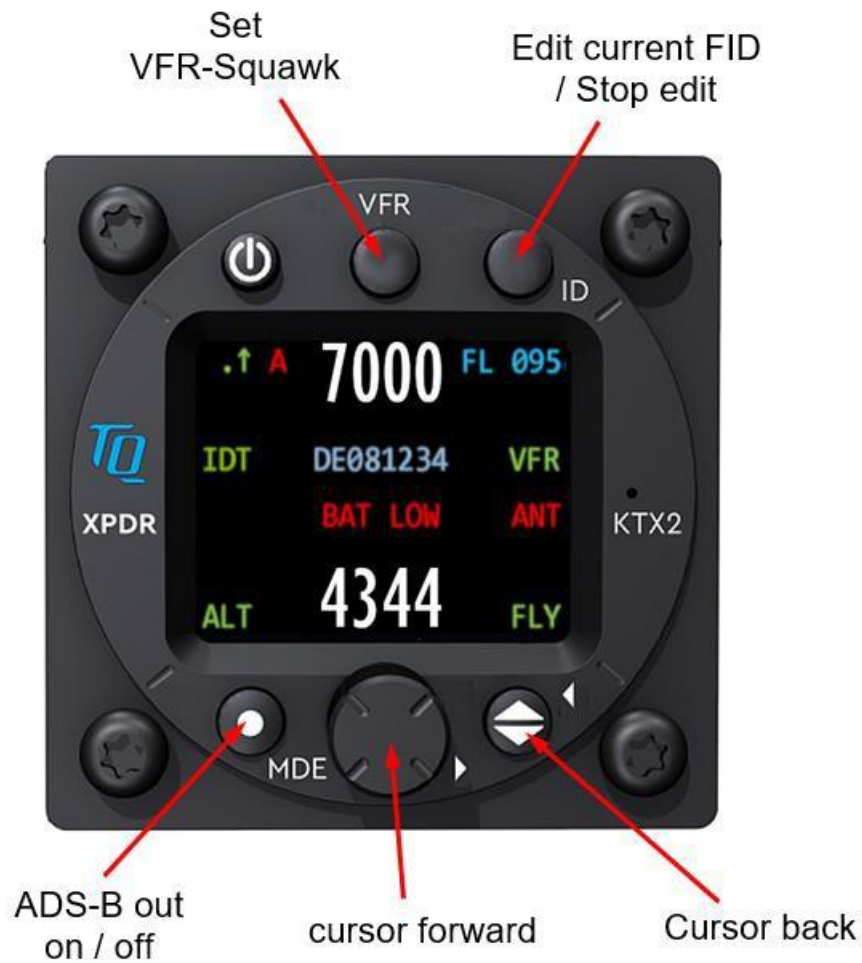 Set
VFR-Squawk
Edit current FID
/ Stop edit
VFR
ID
.↑ A 7000 FL 095
TQ
IDT DE081234 VFR
XPDR
BAT LOW ANT
KTX2
ALT 4344 FLY
MDE
ADS-B out
on / off
cursor forward
Cursor back